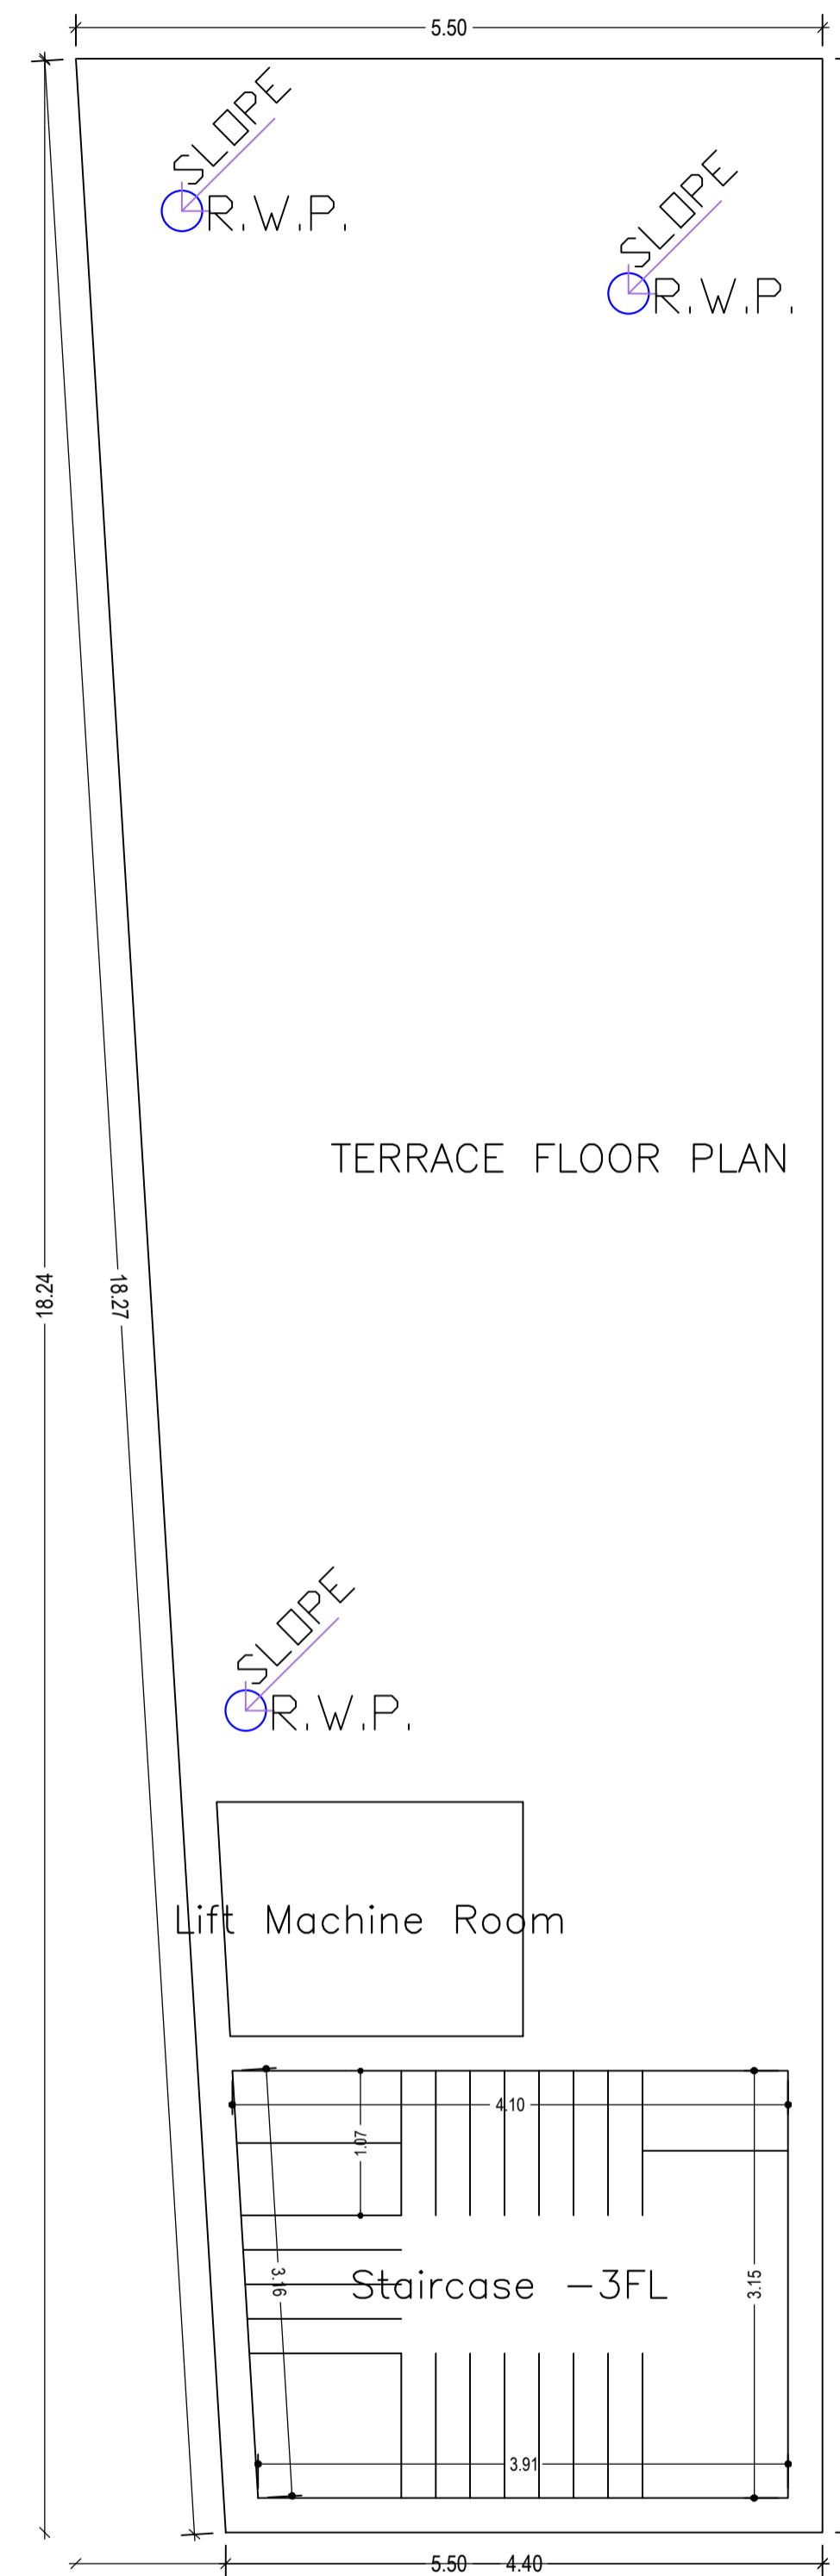 5.50
SLOPE
R.W.P.
SLOPE
R.W.P.
TERRACE FLOOR PLAN
18.24
18.27
SLOPE
R.W.P.
Lift Machine Room
4.10
1.07
3.16
Staircase -3FL
3.15
3.91
5.50
4.40